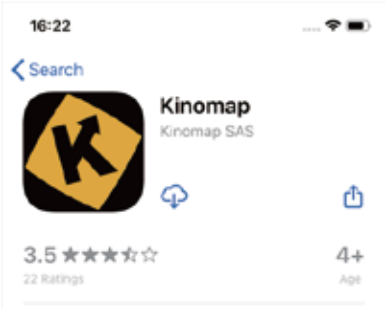 16:22
Search
Kinomap
Kinomap SAS
K
3.5
4+
22 Ratings
Age